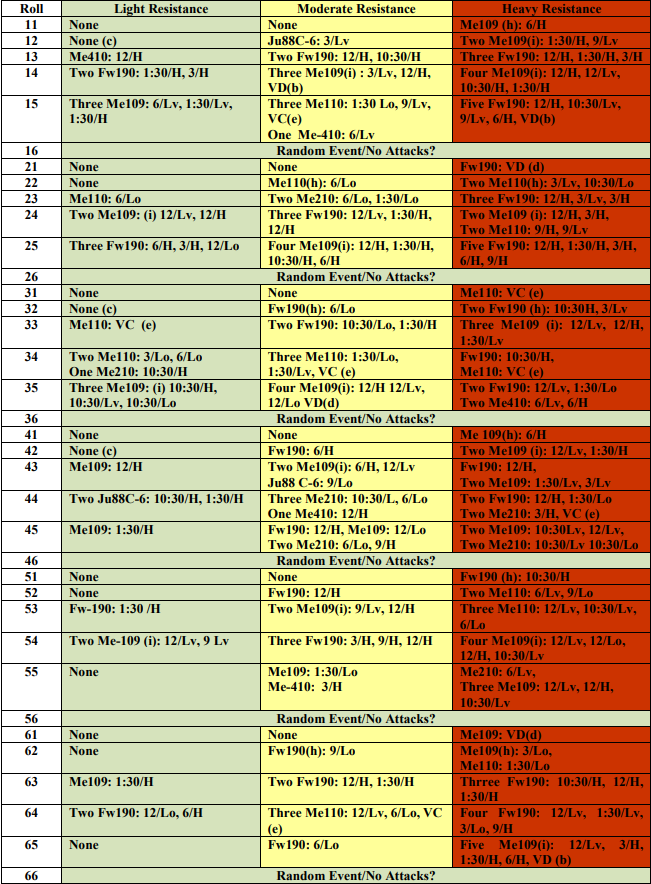 Roll Light Resistance Moderate Resistance Heavy Resistance
11 None None Me109 (h): 6/H
12 None (c) Ju88C-6: 3/Lv Two Me109(i): 1:30/H, 9/Lv
13 Me410: 12/H Two Fw190: 12/H, 10:30/H Three Fw190: 12/H, 1:30/H, 3/H
14 Two Fw190: 1:30/H, 3/H Three Me109(i) : 3/Lv, 12/H, Four Me109(i): 12/H, 12/Lv,
VD(b) 10:30/H, 1:30/H
15 Three Me109: 6/Lv, 1:30/Lv, Three Me110: 1:30 Lo, 9/Lv, Five Fw190: 12/H, 10:30/Lv,
1:30/H VC(e) 9/Lv, 6/H, VD(b)
One Me-410: 6/Lv
16 Random Event/No Attacks?
21 None None Fw190: VD (d)
22 None Me110(h): 6/Lo Two Me110(h): 3/Lv, 10:30/Lo
23 Me110: 6/Lo Two Me210: 6/Lo, 1:30/Lo Three Fw190: 12/H, 3/Lv, 3/H
24 Two Me109: (i) 12/Lv, 12/H Three Fw190: 12/Lv, 1:30/H, Two Me109 (i): 12/H, 3/H,
12/H Two Me109: 9/H, 9/Lv
25 Three Fw190: 6/H, 3/H, 12/Lo Four Me109(i): 12/H, 1:30/H, Five Fw190: 12/H, 1:30/H, 3/H,
10:30/H, 6/H 6/H, 9/H
26 Random Event/No Attacks?
31 None None Me110: VC (e)
32 None (c) Fw190(h): 6/Lo Two Fw190 (h): 10:30H, 3/Lv
33 Me110: VC (e) Two Fw190: 10:30/Lo, 1:30/H Three Me109 (i): 12/Lv, 12/H,
1:30/Lv
34 Two Me110: 3/Lo, 6/Lo Three Me110: 1:30/Lo, Fw190: 10:30/H,
One Me210: 10:30/H 1:30/Lv, VC (e) Me110: VC (e)
35 Three Me109: (i) 10:30/H, Four Me109(i): 12/H 12/Lv, Two Fw190: 12/Lv, 1:30/Lo
10:30/Lv, 10:30/Lo 12/Lo VD(d) Two Me410: 6/Lv, 6/H
36 Random Event/No Attacks?
41 None None Me 109(h): 6/H
42 None (c) Fw190: 6/H Two Me109 (i): 12/Lv, 1:30/H
43 Me109: 12/H Two Me109(i): 6/H, 12/Lv Fw190: 12/H,
Ju88 C-6: 9/Lo Two Me109: 1:30/Lv, 3/Lv
44 Two Ju88C-6: 10:30/H, 1:30/H Three Me210: 10:30/L, 6/Lo Two Fw190: 12/H, 1:30/Lo
One Me410: 12/H Two Me210: 3/H, VC (e)
45 Me109: 1:30/H Fw190: 12/H, Me109: 12/Lo Two Me109: 10:30Lv, 12/Lv,
Two Me210: 6/Lo, 9/H Two Me210: 10:30/Lv 10:30/Lo
46 Random Event/No Attacks?
51 None None Fw190 (h): 10:30/H
52 None Fw190: 12/H Two Me110: 6/Lv, 9/Lo
53 Fw-190: 1:30 /H Two Me109(i): 9/Lv, 12/H Three Me110: 12/Lv, 10:30/Lv,
6/Lo
54 Two Me-109 (i): 12/Lv, 9 Lv Three Fw190: 3/H, 9/H, 12/H Four Me109(i): 12/Lv, 12/Lo,
12/H, 10:30/Lv
55 None Me109: 1:30/Lo Me210: 6/Lv,
Me-410: 3/H Three Me109: 12/Lv, 12/H,
10:30/Lv
56 Random Event/No Attacks?
61 None None Me109: VD(d)
62 None Fw190(h): 9/Lo Me109(h): 3/Lo,
Me110: 1:30/Lo
63 Me109: 1:30/H Two Fw190: 12/H, 1:30/H Thrree Fw190: 10:30/H, 12/H,
1:30/H
64 Two Fw190: 12/Lo, 6/H Three Me110: 12/Lv, 6/Lo, VC Four Fw190: 12/Lv, 1:30/Lv,
(e) 3/Lo, 9/H
65 None Fw190: 6/Lo Five Me109(i): 12/Lv, 3/H,
1:30/H, 6/H, VD (b)
66 Random Event/No Attacks?